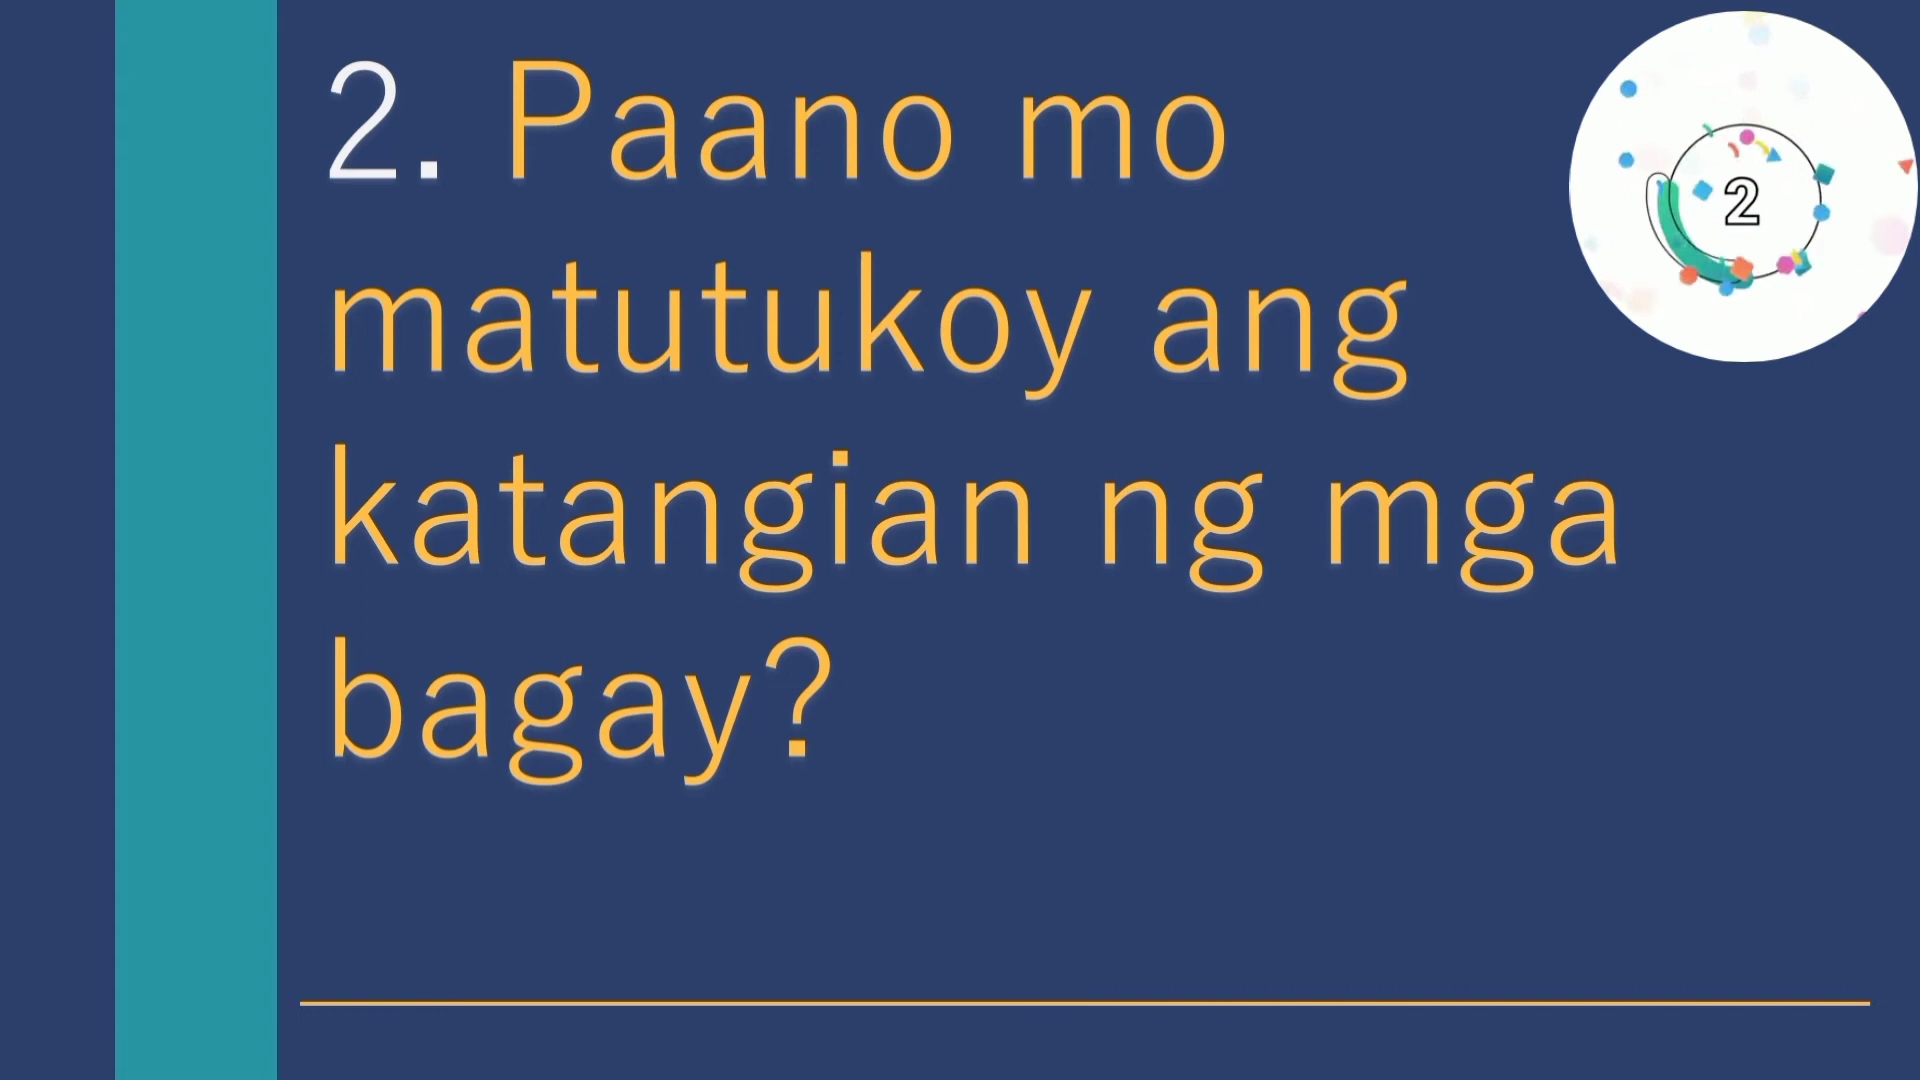 2. Paano mo
matutukoy ang
katangian ng mga
bagay?
2